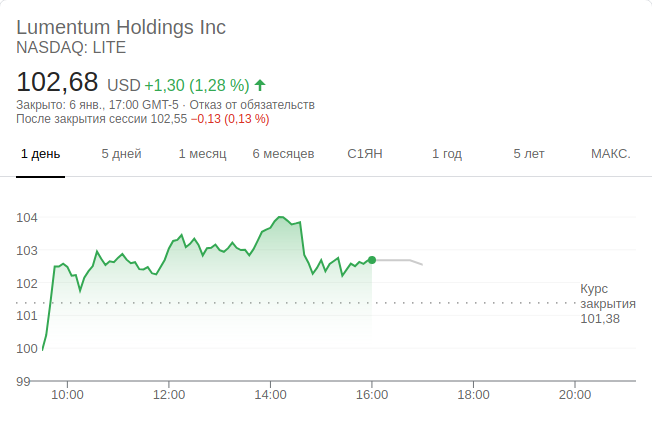 Lumentum Holdings Inc
NASDAQ: LITE
102,68 USD +1,30 (1,28 %)
Закрыто: 6 янв., 17:00 GMT-5 · Отказ от обязательств
После закрытия сессии 102,55 −0,13 (0,13 %)
1 день 5 дней 1 месяц 6 месяцев С1ЯН 1 год 5 лет МАКС.
104
103
102
Курс
закрытия
101,38
101
100
99
10:00 12:00 14:00 16:00 18:00 20:00